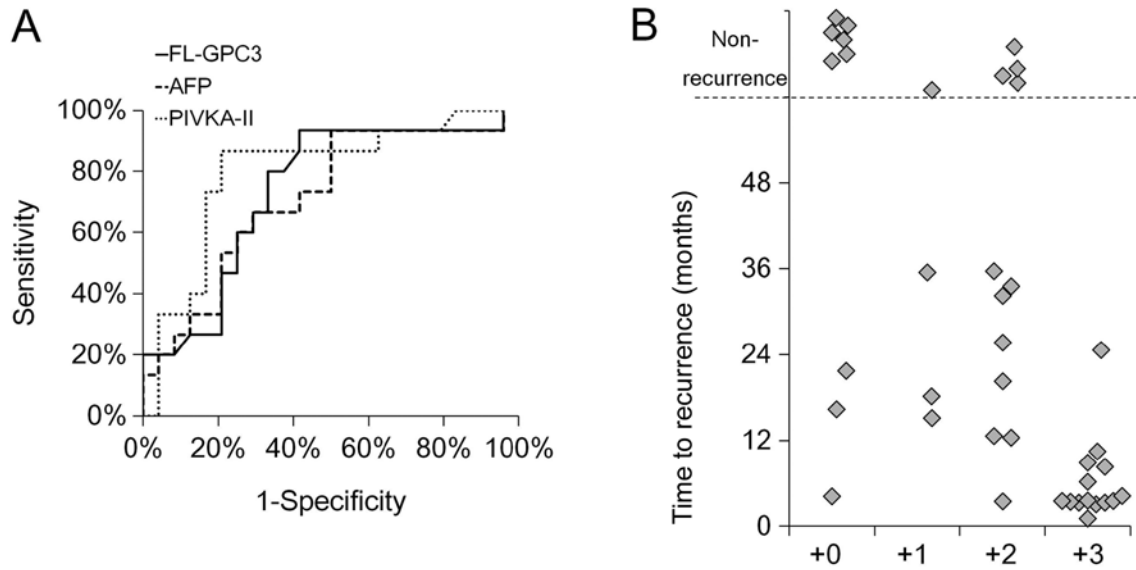 A
FL-GPC3
AFP
PIVKA-II
100%
80%
60%
40%
20%
0%
Sensitivity
0% 20% 40% 60% 80% 100%
1-Specificity
B
Non-
recurrence
48
36
24
12
0
Time to recurrence (months)
+0 +1 +2 +3